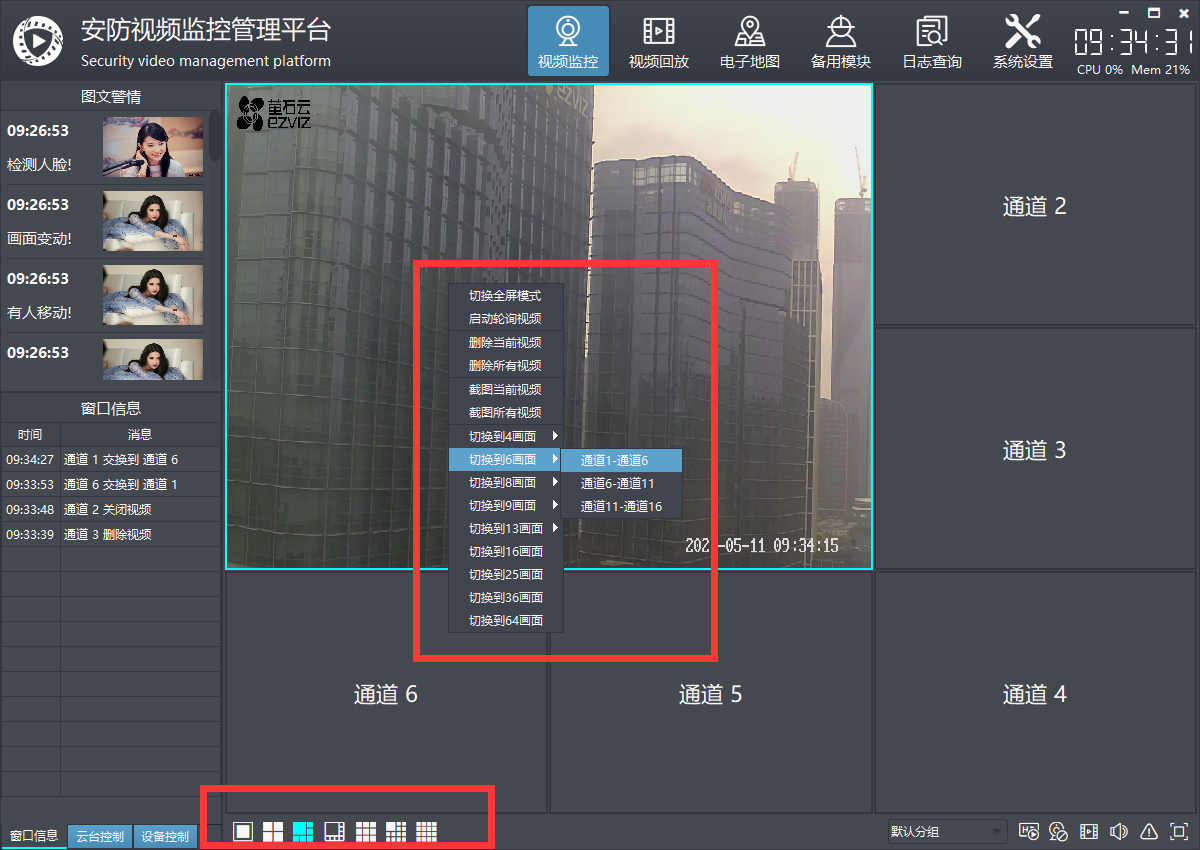 安防视频监控管理平台
Security video management platform
视频监控
视频回放
电子地图
备用模块
日志查询
系统设置
09:34:31
CPU 0% Mem 21%
图文警情
09:26:53
检测人脸!
09:26:53
画面变动!
09:26:53
有人移动!
09:26:53
窗口信息
时间 消息
09:34:27 通道 1 交换到 通道 6
09:33:53 通道 6 交换到 通道 1
09:33:48 通道 2 关闭视频
09:33:39 通道 3 删除视频
窗口信息
云台控制
设备控制
萤石云
ezviz
ezviz
切换全屏模式
启动轮询视频
删除当前视频
删除所有视频
截图当前视频
截图所有视频
切换到4画面
切换到6画面
切换到8画面
切换到9画面
切换到13画面
切换到16画面
切换到25画面
切换到36画面
切换到64画面
通道1-通道6
通道6-通道11
通道11-通道16
-05-11 09:34:15
通道 2
通道 3
通道 6
通道 5
通道 4
默认分组